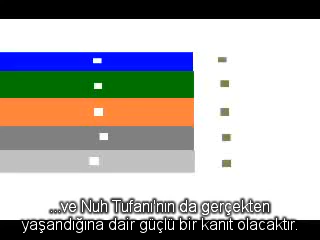 ...ve Nuh Tufanı'nın da gerçekten
yaşandığına dair güçlü bir kanıt olacaktır.